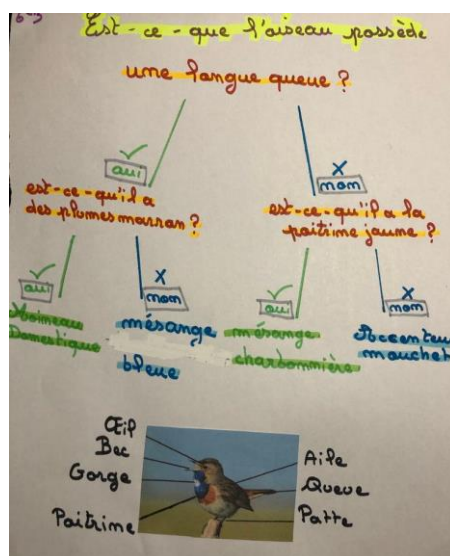 Est-ce-que l'oiseau possède
une longue queue ?
oui
non
est-ce-qu'il a
des plumes marron ?
est-ce-qu'il a la
poitrine jaune ?
oui
non
oui
non
Moineau
Domestique
mésange
bleue
mésange
charbonnière
Accenteur
mouchet
Œil
Bec
Gorge
Poitrine
Aile
Queue
Patte